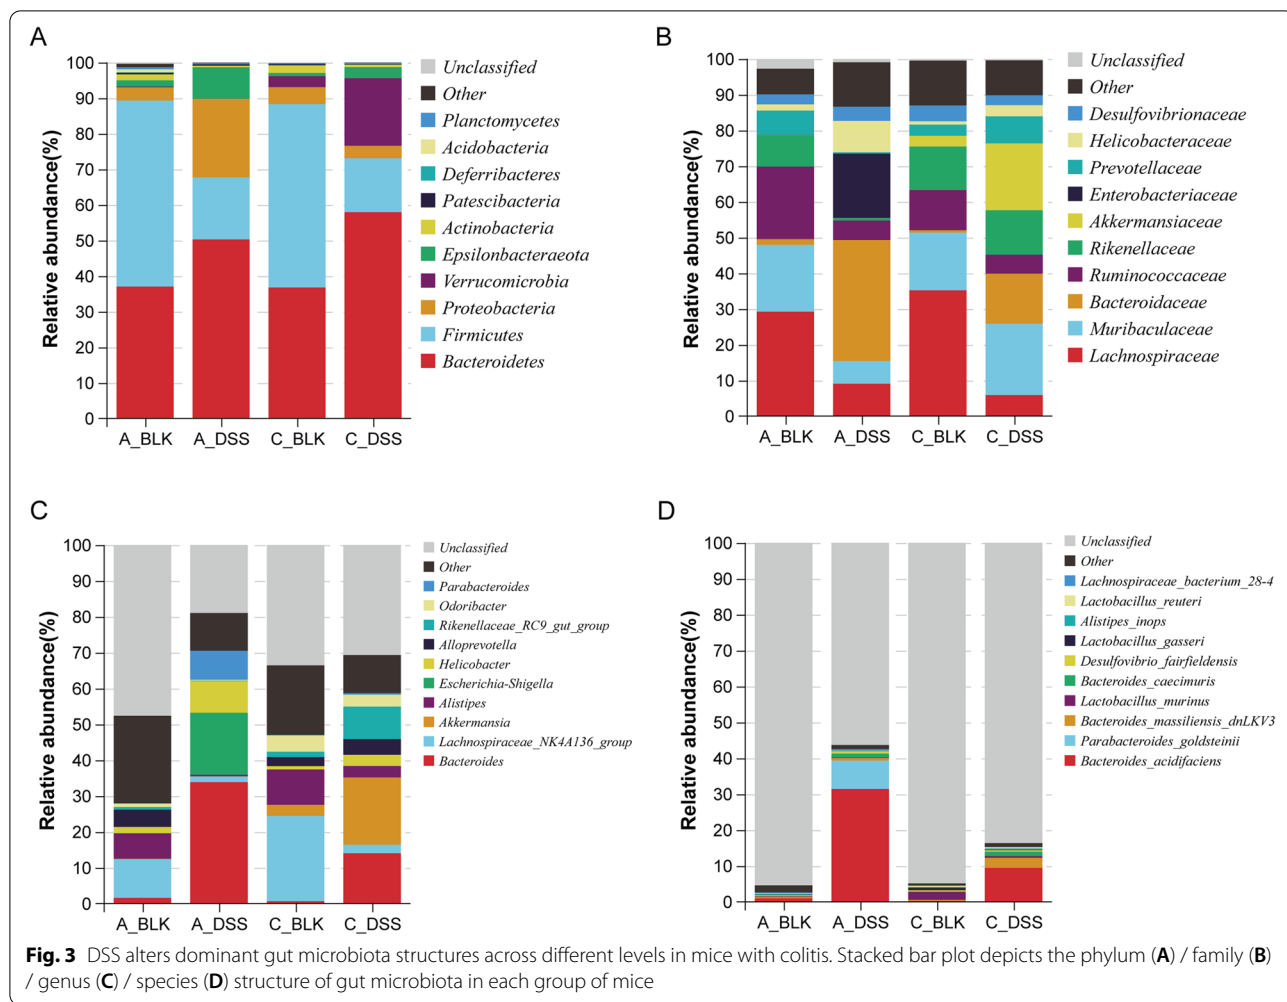 A
Relative abundance(%)
100
90
80
70
60
50
40
30
20
10
0
A_BLK
A_DSS
C_BLK
C_DSS
Unclassified
Other
Planctomycetes
Acidobacteria
Deferribacteres
Patescibacteria
Actinobacteria
Epsilonbacteraeota
Verrucomicrobia
Proteobacteria
Firmicutes
Bacteroidetes
B
Relative abundance(%)
100
90
80
70
60
50
40
30
20
10
0
A_BLK
A_DSS
C_BLK
C_DSS
Unclassified
Other
Desulfovibrionaceae
Helicobacteraceae
Prevotellaceae
Enterobacteriaceae
Akkermansiaceae
Rikenellaceae
Ruminococcaceae
Bacteroidaceae
Muribaculaceae
Lachnospiraceae
C
Relative abundance(%)
100
90
80
70
60
50
40
30
20
10
0
A_BLK
A_DSS
C_BLK
C_DSS
Unclassified
Other
Parabacteroides
Odoribacter
Rikenellaceae_RC9_gut_group
Alloprevotella
Helicobacter
Escherichia-Shigella
Alistipes
Akkermansia
Lachnospiraceae_NK4A136_group
Bacteroides
D
Relative abundance(%)
100
90
80
70
60
50
40
30
20
10
0
A_BLK
A_DSS
C_BLK
C_DSS
Unclassified
Other
Lachnospiraceae_bacterium_28-4
Lactobacillus_reuteri
Alistipes_inops
Lactobacillus_gasseri
Desulfovibrio_fairfieldensis
Bacteroides_caecimuris
Lactobacillus_murinus
Bacteroides_massiliensis_dnLKV3
Parabacteroides_goldsteinii
Bacteroides_acidifaciens
Fig. 3 DSS alters dominant gut microbiota structures across different levels in mice with colitis. Stacked bar plot depicts the phylum (A) / family (B)
/ genus (C) / species (D) structure of gut microbiota in each group of mice